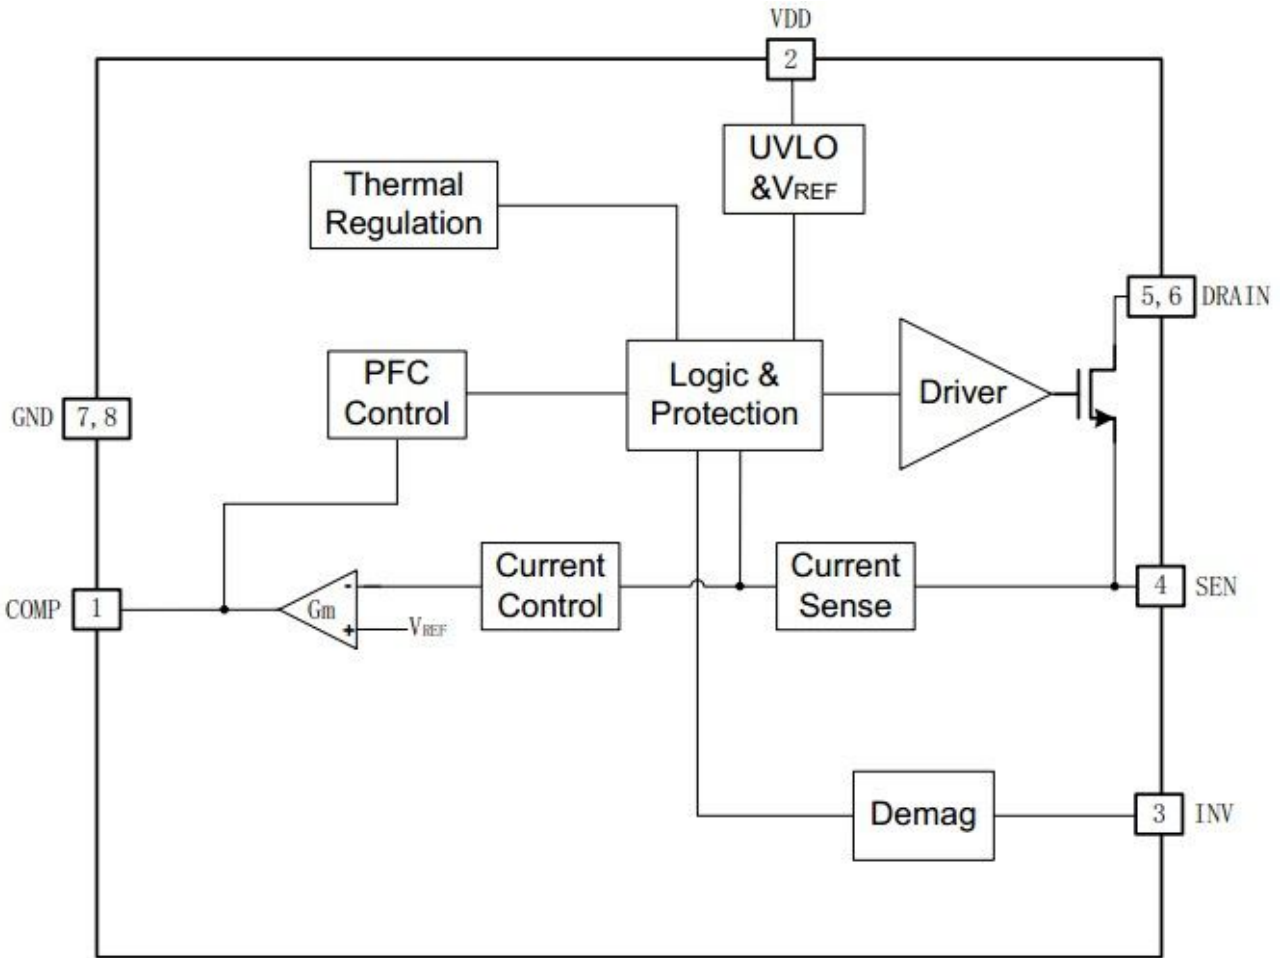 VDD
2
UVLO
&VREF
Thermal
Regulation
5, 6
DRAIN
PFC
Control
Logic &
Protection
Driver
GND
7, 8
Current
Control
Current
Sense
COMP
1
Gm
-
+
VREF
4
SEN
Demag
3
INV